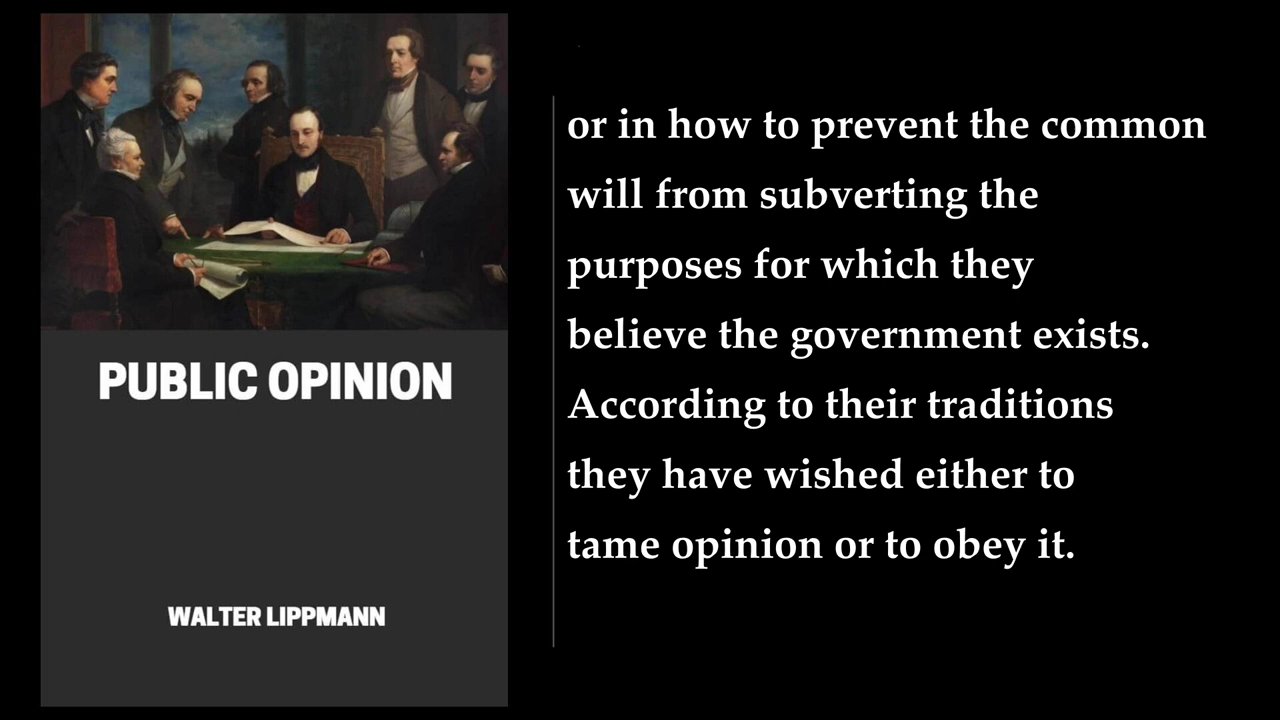 PUBLIC OPINION
WALTER LIPPMANN
or in how to prevent the common
will from subverting the
purposes for which they
believe the government exists.
According to their traditions
they have wished either to
tame opinion or to obey it.